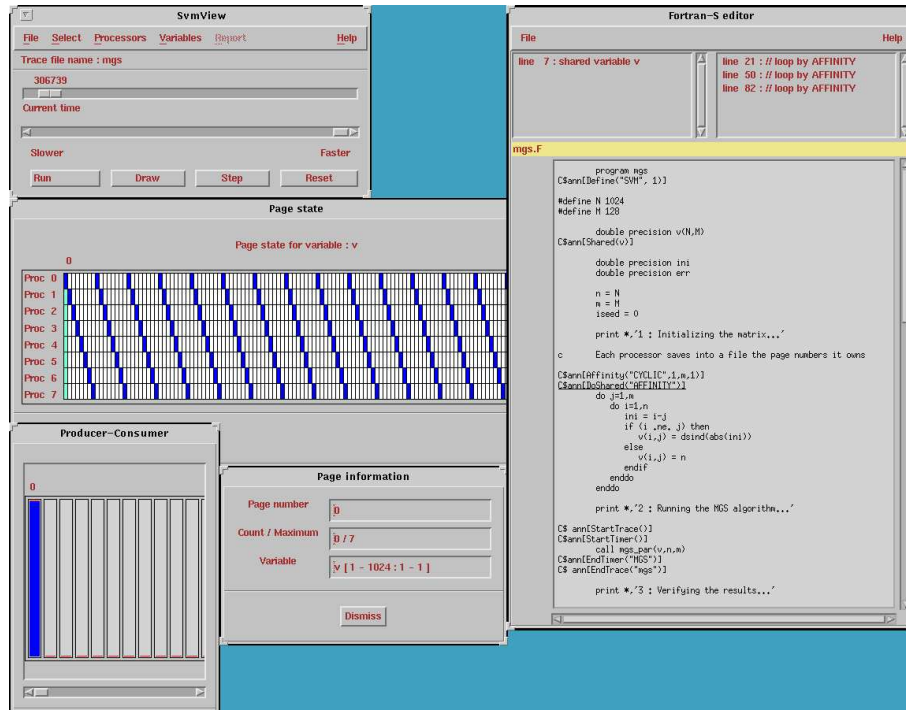 SvmView
File Select Processors Variables Report Help
Trace file name : mgs
306739
Current time
Slower Faster
Run Draw Step Reset
Page state
Page state for variable : v
0
Proc 0
Proc 1
Proc 2
Proc 3
Proc 4
Proc 5
Proc 6
Proc 7
Producer-Consumer
0
Page information
Page number 0
Count / Maximum 0 / 7
Variable v [ 1 - 1024 : 1 - 1 ]
Dismiss
Fortran-S editor
File Help
line 7 : shared variable v
line 21 : // loop by AFFINITY
line 50 : // loop by AFFINITY
line 82 : // loop by AFFINITY
mgs.F
program mgs
C$ann[Define("SVM", 1)]
#define N 1024
#define M 128
double precision v(N,M)
C$ann[Shared(v)]
double precision ini
double precision err
n = N
m = M
iseed = 0
print *,'1 : Initializing the matrix...'
c Each processor saves into a file the page numbers it owns
C$ann[Affinity("CYCLIC",1,m,1)]
C$ann[DoShared("AFFINITY")]
do j=1,m
do i=1,n
ini = i-j
if (i .ne. j) then
v(i,j) = dsind(abs(ini))
else
v(i,j) = n
endif
enddo
enddo
print *,'2 : Running the MGS algorithm...'
C$ ann[StartTrace()]
C$ann[StartTimer()]
call mgs_par(v,n,m)
C$ann[EndTimer("MGS")]
C$ ann[EndTrace("mgs")]
print *,'3 : Verifying the results...'